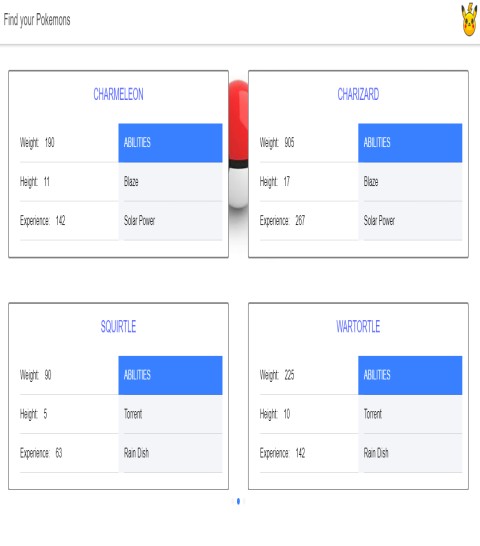 Find your Pokemons
CHARMELEON
Weight: 190
ABILITIES
Height: 11
Blaze
Experience: 142
Solar Power
CHARIZARD
Weight: 905
ABILITIES
Height: 17
Blaze
Experience: 267
Solar Power
SQUIRTLE
Weight: 90
ABILITIES
Height: 5
Torrent
Experience: 63
Rain Dish
WARTORTLE
Weight: 225
ABILITIES
Height: 10
Torrent
Experience: 142
Rain Dish